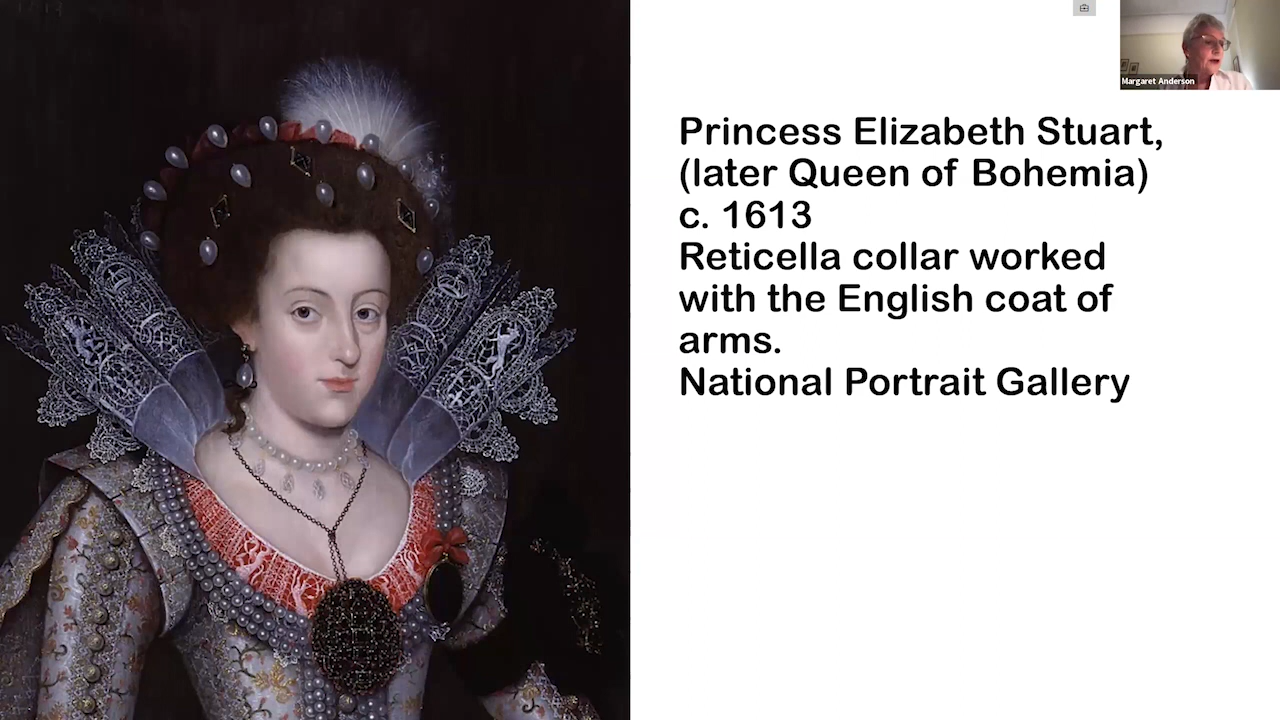 Margaret Anderson
Princess Elizabeth Stuart,
(later Queen of Bohemia)
c. 1613
Reticella collar worked
with the English coat of
arms.
National Portrait Gallery